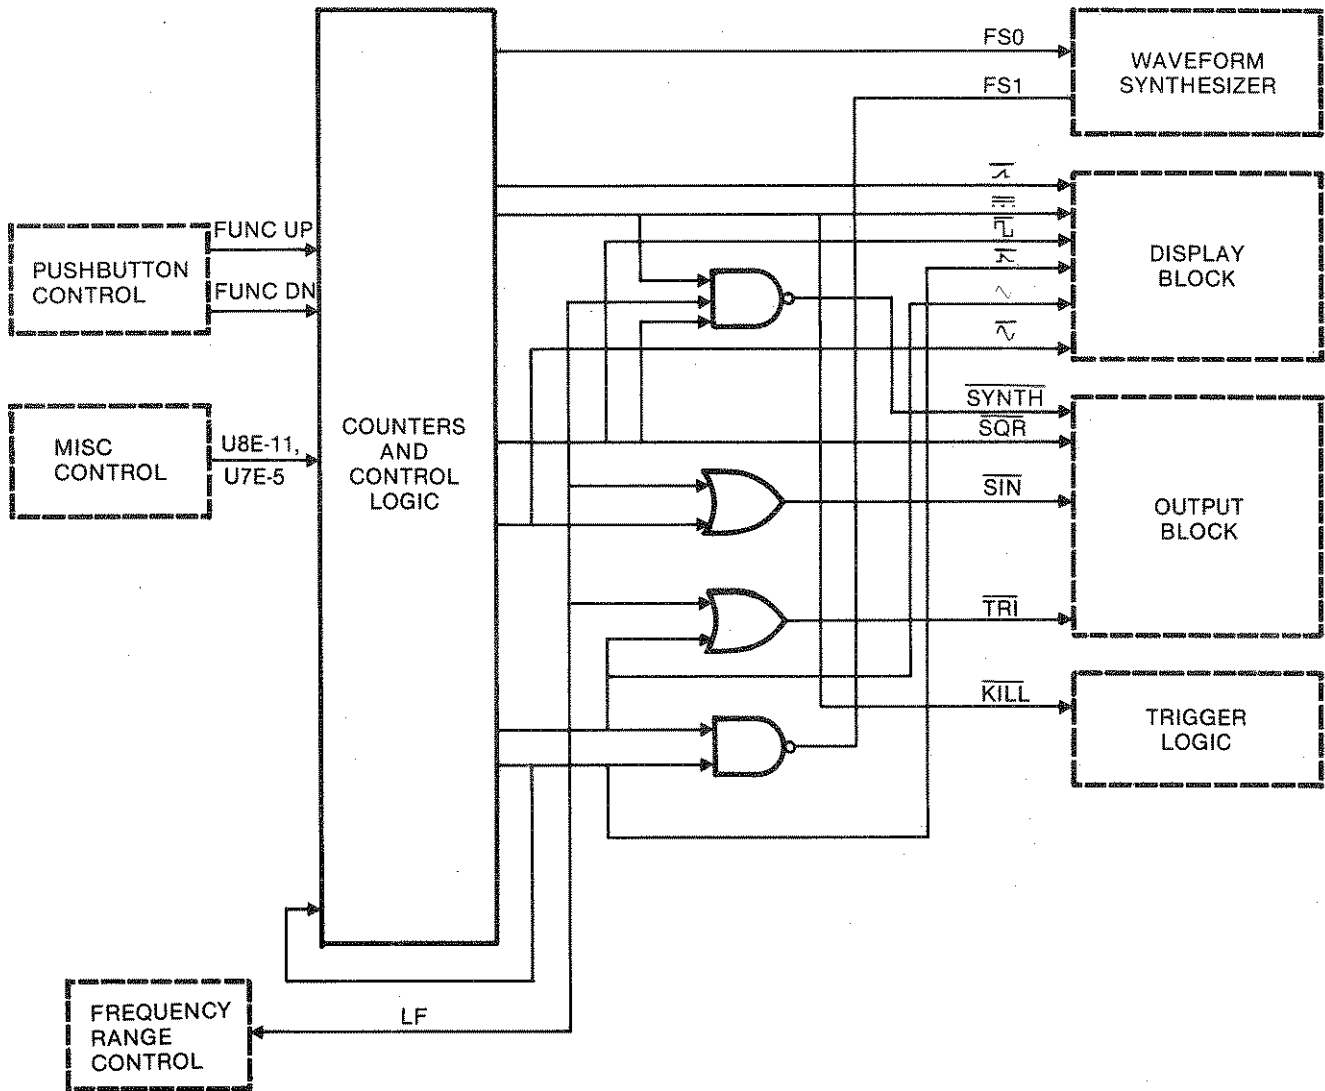 FS0
FS1
WAVEFORM
SYNTHESIZER
PUSHBUTTON
CONTROL
FUNC UP
FUNC DN
DISPLAY
BLOCK
MISC
CONTROL
U8E-11,
U7E-5
COUNTERS
AND
CONTROL
LOGIC
SYNTH
SQR
SIN
TRI
OUTPUT
BLOCK
KILL
TRIGGER
LOGIC
FREQUENCY
RANGE
CONTROL
LF